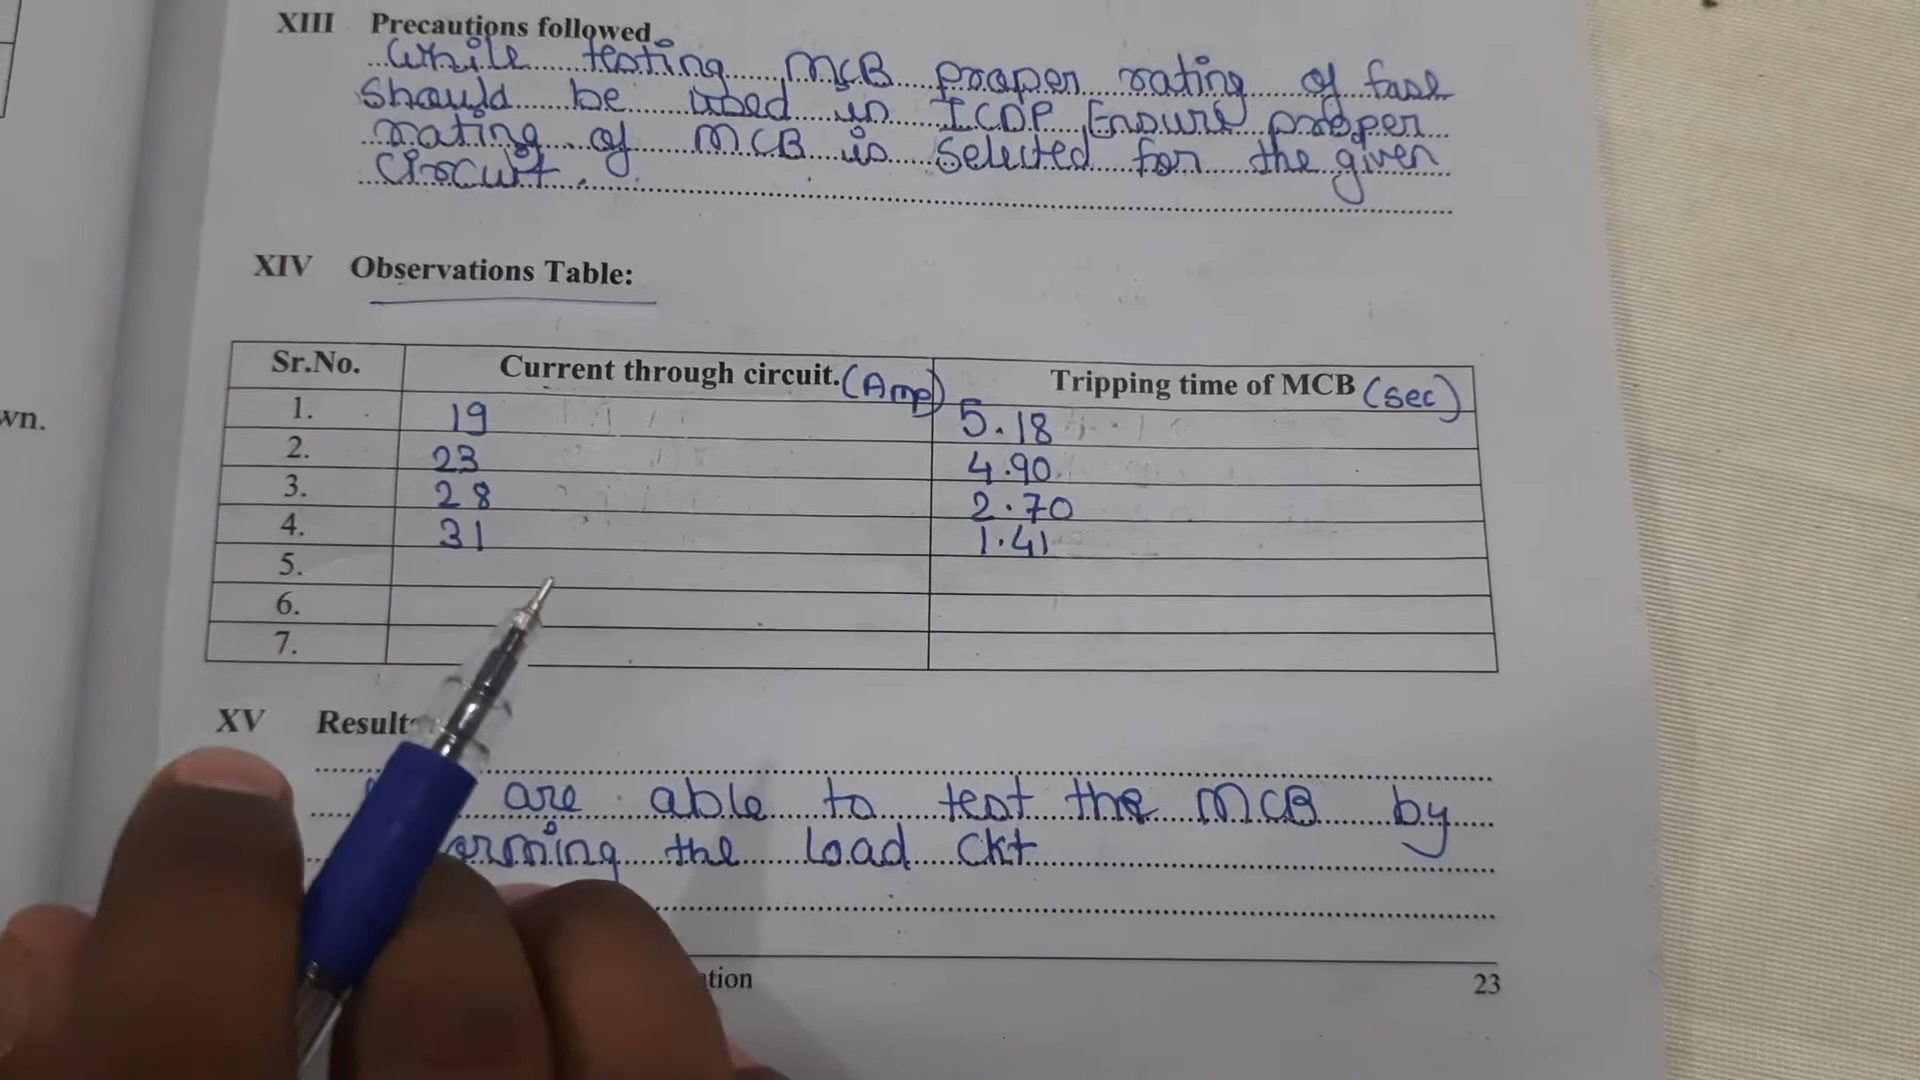 XIII Precautions followed
While testing MCB proper rating of fuse
should be used in ICDP, Ensure proper
rating of MCB is selected for the given
circuit.
XIV Observations Table:
Sr.No. Current through circuit. (Amp) Tripping time of MCB (sec)
1. 19 5.18
wn.
2. 23 4.90
3. 28 2.70
4. 31 1.41
5.
6.
7.
XV Result
are able to test the MCB by
the load ckt
23